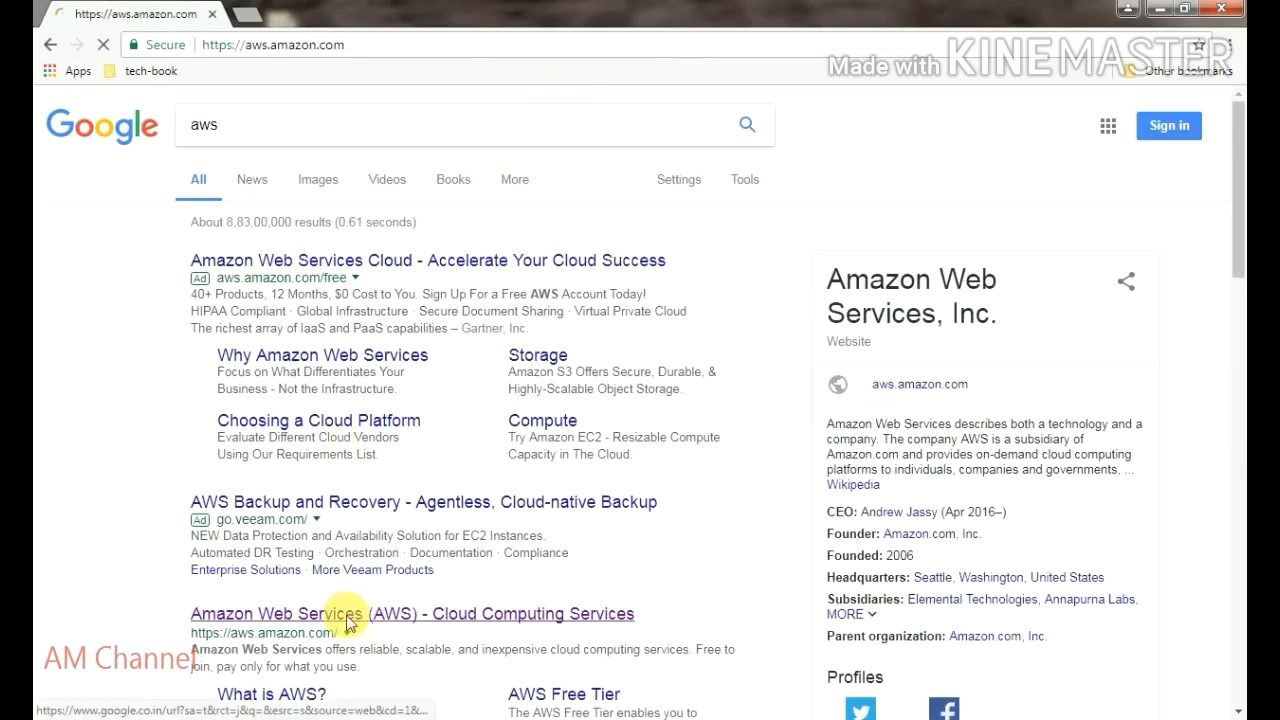 https://aws.amazon.com
Secure
https://aws.amazon.com
Made with KINEMASTER
Apps
tech-book
Other bookmarks
Google
aws
Sign in
All
News
Images
Videos
Books
More
Settings
Tools
About 8,83,00,000 results (0.61 seconds)
Amazon Web Services Cloud - Accelerate Your Cloud Success
Ad aws.amazon.com/free
40+ Products, 12 Months, $0 Cost to You. Sign Up For a Free AWS Account Today!
HIPAA Compliant · Global Infrastructure · Secure Document Sharing · Virtual Private Cloud
The richest array of IaaS and PaaS capabilities – Gartner, Inc.
Why Amazon Web Services
Focus on What Differentiates Your
Business - Not the Infrastructure.
Storage
Amazon S3 Offers Secure, Durable, &
Highly-Scalable Object Storage.
Choosing a Cloud Platform
Evaluate Different Cloud Vendors
Using Our Requirements List.
Compute
Try Amazon EC2 - Resizable Compute
Capacity in The Cloud.
AWS Backup and Recovery - Agentless, Cloud-native Backup
Ad go.veeam.com/
NEW Data Protection and Availability Solution for EC2 Instances.
Automated DR Testing · Orchestration · Documentation · Compliance
Enterprise Solutions · More Veeam Products
Amazon Web Services (AWS) - Cloud Computing Services
https://aws.amazon.com/
Amazon Web Services offers reliable, scalable, and inexpensive cloud computing services. Free to
join, pay only for what you use.
AM Channel
What is AWS?
AWS Free Tier
The AWS Free Tier enables you to
https://www.google.co.in/url?sa=t&rct=j&q=&esrc=s&source=web&cd=1&...
Amazon Web
Services, Inc.
Website
aws.amazon.com
Amazon Web Services describes both a technology and a
company. The company AWS is a subsidiary of
Amazon.com and provides on-demand cloud computing
platforms to individuals, companies and governments, ...
Wikipedia
CEO: Andrew Jassy (Apr 2016–)
Founder: Amazon.com, Inc.
Founded: 2006
Headquarters: Seattle, Washington, United States
Subsidiaries: Elemental Technologies, Annapurna Labs,
MORE
Parent organization: Amazon.com, Inc.
Profiles